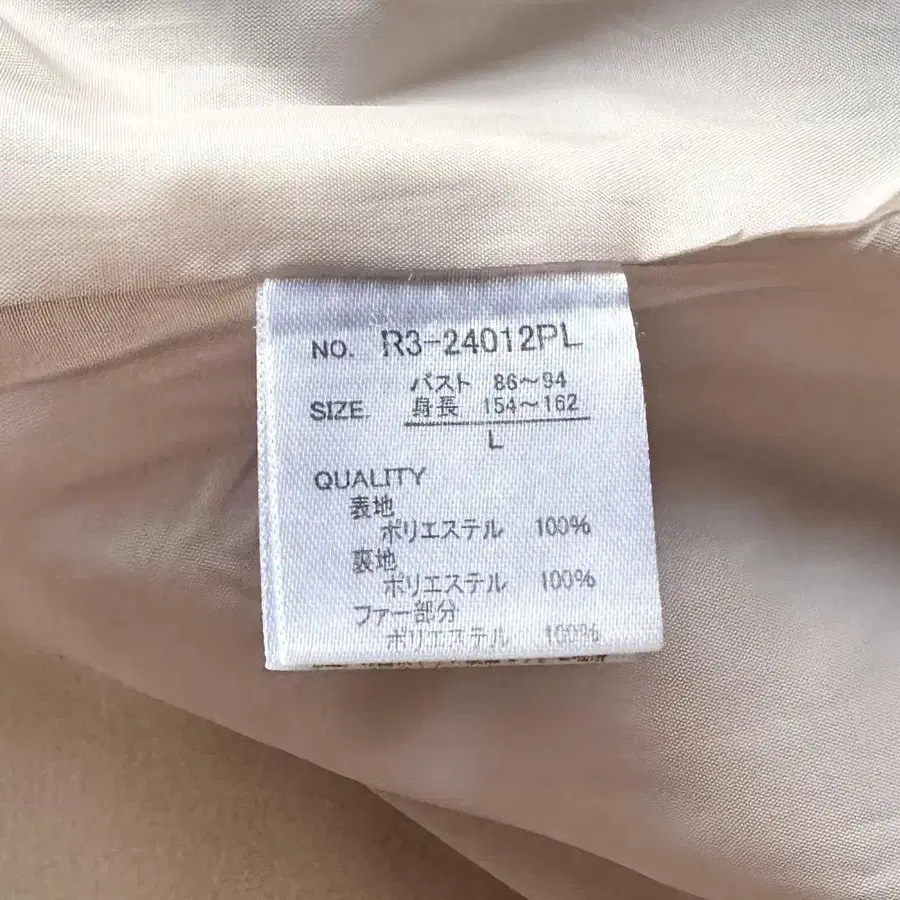 NO. R3-24012PL
バスト 86～94
SIZE. 身長 154～162
L
QUALITY
表地
ポリエステル 100%
裏地
ポリエステル 100%
ファー部分
ポリエステル 100%